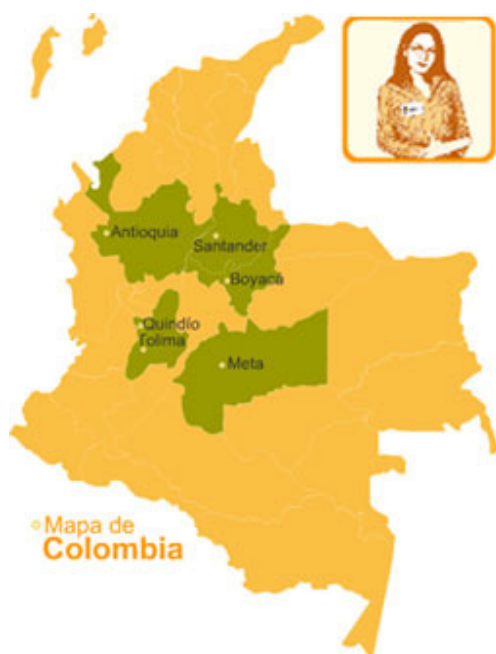 Antioquia
Santander
Boyacá
Quindío
Tolima
Meta
Mapa de
Colombia